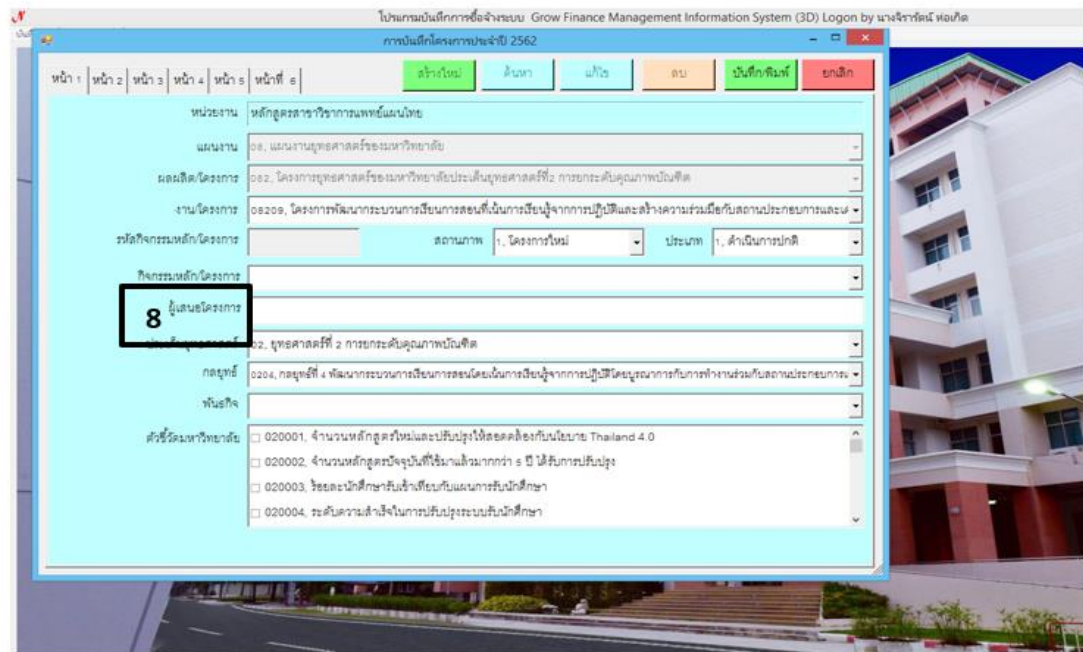 โปรแกรมบันทึกการซื้อจ้างระบบ Grow Finance Management Information System (3D) Logon by นางจิรารัตน์ ห่อเกิด
การบันทึกโครงการประจำปี 2562
หน้า 1 หน้า 2 หน้า 3 หน้า 4 หน้า 5 หน้าที่ 6 สร้างใหม่ ค้นหา แก้ไข ลบ บันทึก/พิมพ์ ยกเลิก
หน่วยงาน หลักสูตรสาขาวิชาการแพทย์แผนไทย
แผนงาน 08, แผนงานยุทธศาสตร์ของมหาวิทยาลัย
ผลผลิต/โครงการ 082, โครงการยุทธศาสตร์ของมหาวิทยาลัยประเด็นยุทธศาสตร์ที่2 การยกระดับคุณภาพบัณฑิต
งาน/โครงการ 08209, โครงการพัฒนากระบวนการเรียนการสอนที่เน้นการเรียนรู้จากการปฏิบัติและสร้างความร่วมมือกับสถานประกอบการและ
รหัสกิจกรรมหลัก/โครงการ สถานภาพ 1, โครงการใหม่ ประเภท 1, ดำเนินการปกติ
กิจกรรมหลัก/โครงการ
ผู้เสนอโครงการ
8
02, ยุทธศาสตร์ที่ 2 การยกระดับคุณภาพบัณฑิต
กลยุทธ์ 0204, กลยุทธ์ที่ 4 พัฒนากระบวนการเรียนการสอนโดยเน้นการเรียนรู้จากการปฏิบัติโดยบูรณาการกับการทำงานร่วมกับสถานประกอบการ
พันธกิจ
ตัวชี้วัดมหาวิทยาลัย 020001, จำนวนหลักสูตรใหม่และปรับปรุงให้สอดคล้องกับนโยบาย Thailand 4.0
020002, จำนวนหลักสูตรปัจจุบันที่ใช้มาแล้วมากกว่า 5 ปี ได้รับการปรับปรุง
020003, ร้อยละนักศึกษารับเข้าเทียบกับแผนการรับนักศึกษา
020004, ระดับความสำเร็จในการปรับปรุงระบบรับนักศึกษา